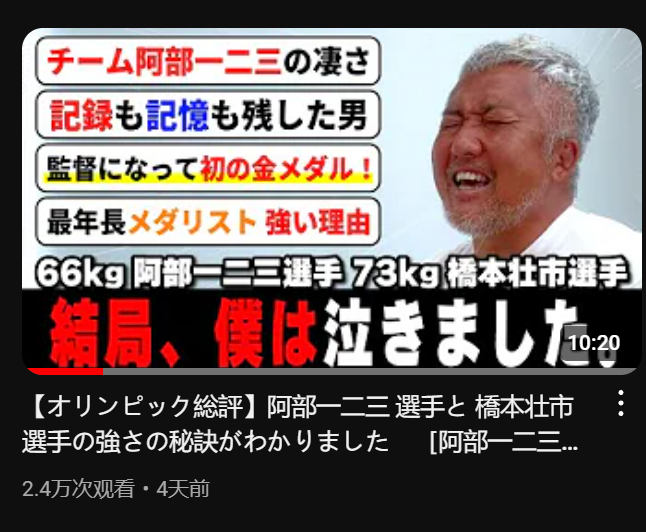 チーム阿部一二三の凄さ
記録も記憶も残した男
監督になって初の金メダル！
最年長メダリスト 強い理由
66kg 阿部一二三選手 73kg 橋本壮市選手
結局、僕は泣きました。
10:20
【オリンピック総評】阿部一二三 選手と 橋本壮市
選手の強さの秘訣がわかりました [阿部一二三...
2.4万次观看・4天前